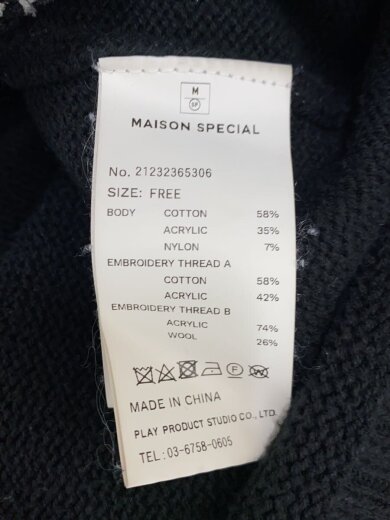 M
SP
MAISON SPECIAL
No. 21232365306
SIZE: FREE
BODY COTTON 58%
ACRYLIC 35%
NYLON 7%
EMBROIDERY THREAD A
COTTON 58%
ACRYLIC 42%
EMBROIDERY THREAD B
ACRYLIC 74%
WOOL 26%
MADE IN CHINA
PLAY PRODUCT STUDIO CO., LTD.
TEL: 03-6758-0605